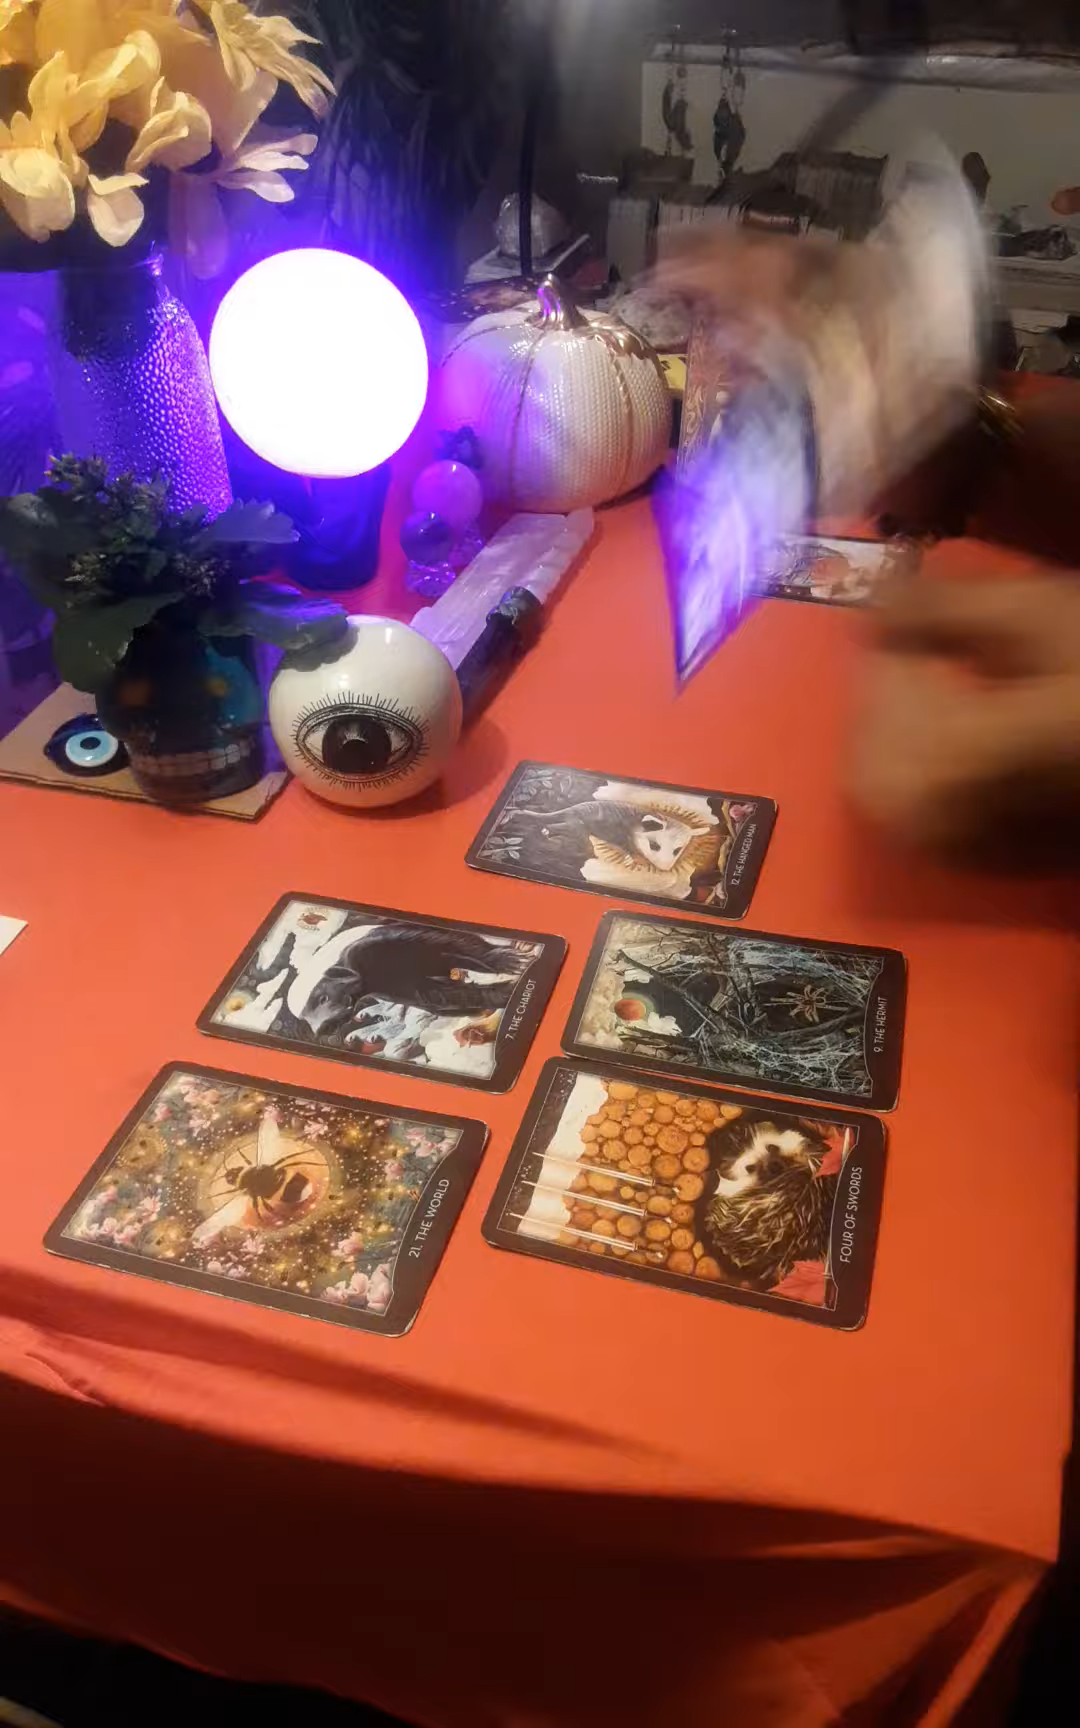 12. THE HANGED MAN
7. THE CHARIOT
9. THE HERMIT
21. THE WORLD
FOUR OF SWORDS